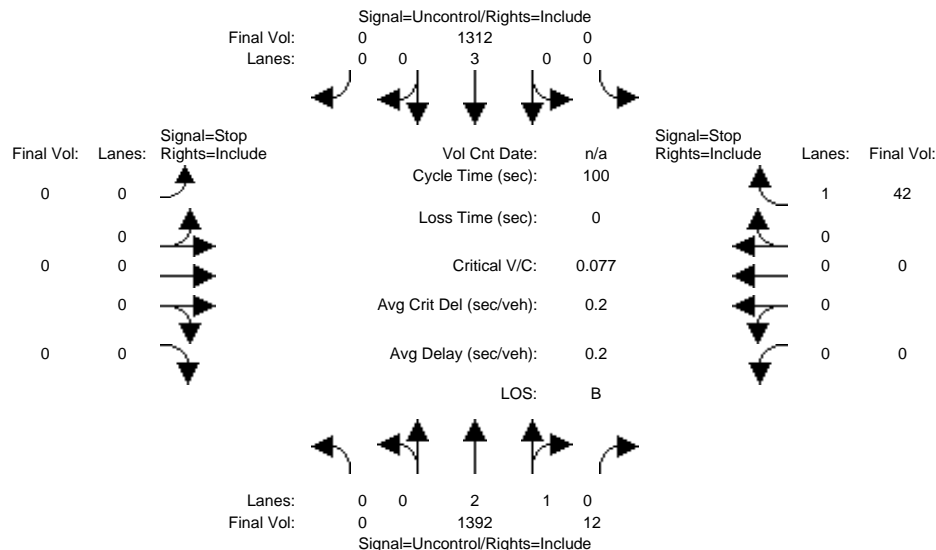 Signal=Uncontrol/Rights=Include
Final Vol: 0 1312 0
Lanes: 0 0 3 0 0
Signal=Stop Signal=Stop
Final Vol: Lanes: Rights=Include Vol Cnt Date: n/a Rights=Include Lanes: Final Vol:
Cycle Time (sec): 100
0 0 1 42
Loss Time (sec): 0
0 0
0 0 Critical V/C: 0.077 0 0
0 Avg Crit Del (sec/veh): 0.2 0
0 0 Avg Delay (sec/veh): 0.2 0 0
LOS: B
Lanes: 0 0 2 1 0
Final Vol: 0 1392 12
Signal=Uncontrol/Rights=Include